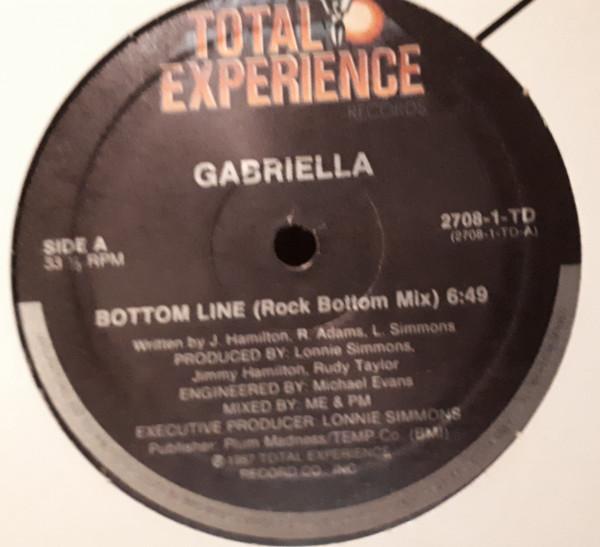 TOTAL
EXPERIENCE
RECORDS
GABRIELLA
SIDE A
33 ⅓ RPM
2708-1-TD
(2708-1-TD-A)
BOTTOM LINE (Rock Bottom Mix) 6:49
Written by J. Hamilton, R. Adams, L. Simmons
PRODUCED BY: Lonnie Simmons,
Jimmy Hamilton, Rudy Taylor
ENGINEERED BY: Michael Evans
MIXED BY: ME & PM
EXECUTIVE PRODUCER: LONNIE SIMMONS
Publisher: Plum Madness/TEMP Co. (BMI)
℗ 1987 TOTAL EXPERIENCE
RECORD CO., INC.